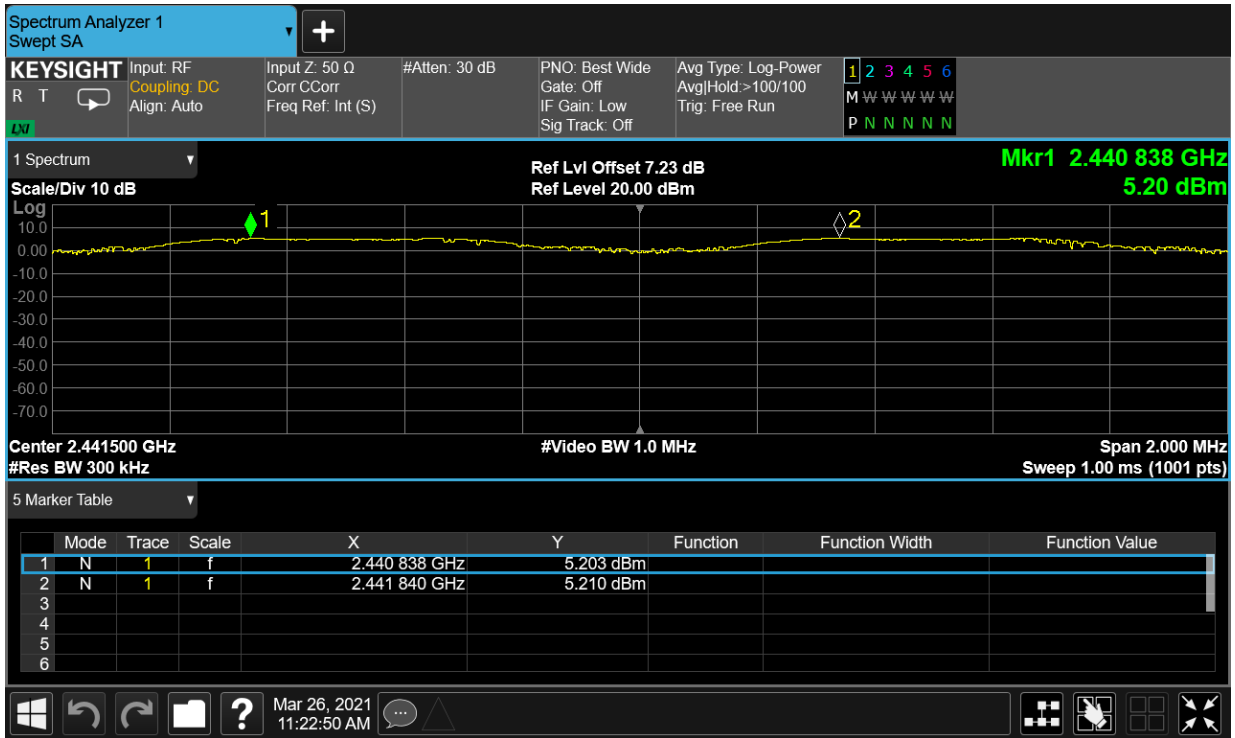 Spectrum Analyzer 1
Swept SA
KEYSIGHT
R T
LXI
Input: RF
Coupling: DC
Align: Auto
Input Z: 50 Ω
Corr CCorr
Freq Ref: Int (S)
#Atten: 30 dB
PNO: Best Wide
Gate: Off
IF Gain: Low
Sig Track: Off
Avg Type: Log-Power
Avg|Hold:>100/100
Trig: Free Run
1 2 3 4 5 6
M W W W W W
P N N N N N
1 Spectrum
Scale/Div 10 dB
Ref Lvl Offset 7.23 dB
Ref Level 20.00 dBm
Mkr1 2.440 838 GHz
5.20 dBm
Log
10.0
0.00
-10.0
-20.0
-30.0
-40.0
-50.0
-60.0
-70.0
1
2
Center 2.441500 GHz
#Video BW 1.0 MHz
Span 2.000 MHz
#Res BW 300 kHz
Sweep 1.00 ms (1001 pts)
5 Marker Table
Mode Trace Scale X Y Function Function Width Function Value
1 N 1 f 2.440 838 GHz 5.203 dBm
2 N 1 f 2.441 840 GHz 5.210 dBm
3
4
5
6
?
Mar 26, 2021
11:22:50 AM